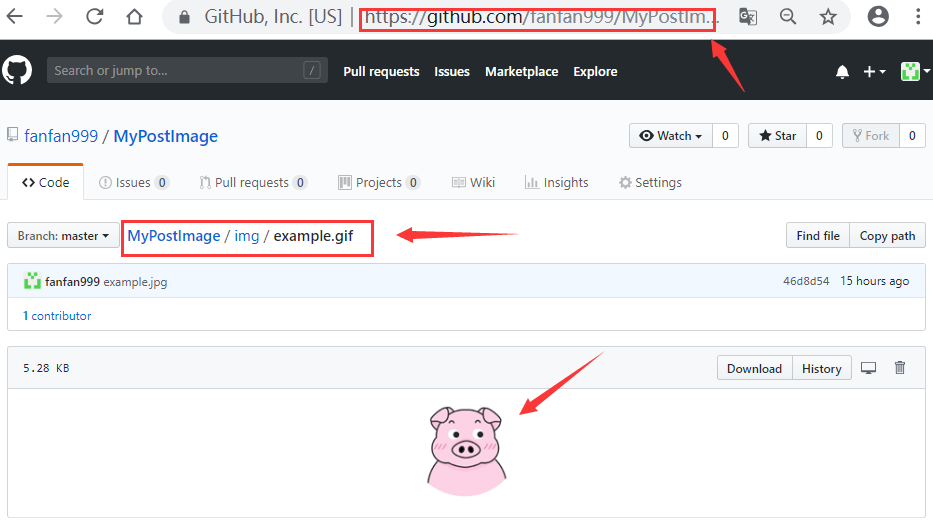 GitHub, Inc. [US] | https://github.com/fanfan999/MyPostIm...
Search or jump to... / Pull requests Issues Marketplace Explore
fanfan999 / MyPostImage Watch 0 Star 0 Fork 0
Code Issues 0 Pull requests 0 Projects 0 Wiki Insights Settings
Branch: master MyPostImage / img / example.gif Find file Copy path
fanfan999 example.jpg 46d8d54 15 hours ago
1 contributor
5.28 KB Download History